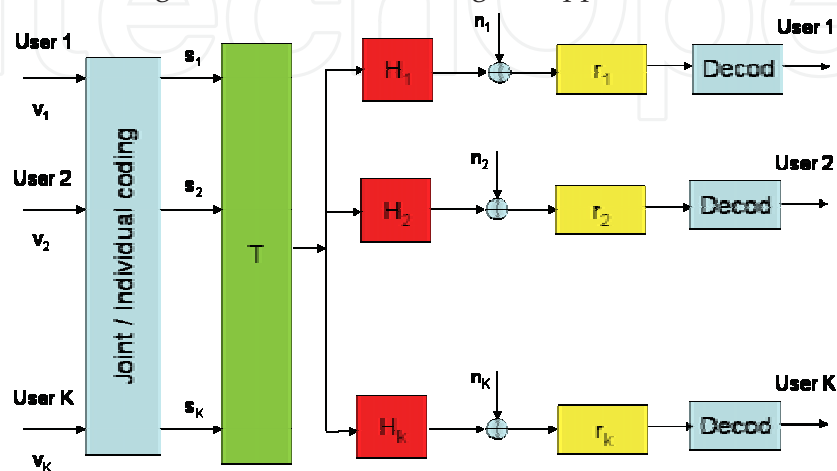 User 1
v1
User 2
v2
User K
vK
Joint / Individual coding
s1
s2
sK
T
H1
n1
r1
Decod
User 1
H2
n2
r2
Decod
User 2
Hk
nK
rk
Decod
User K